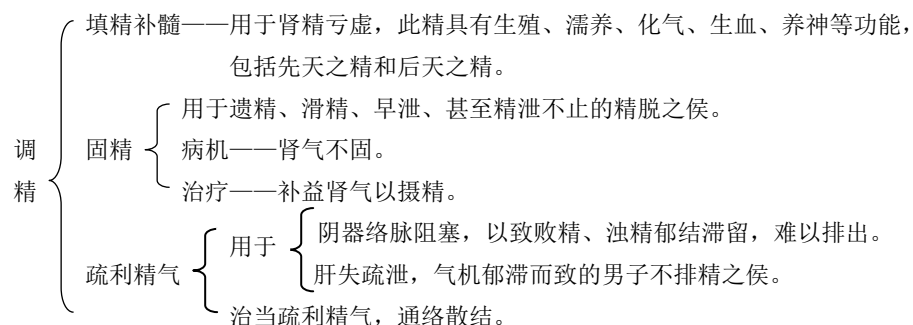 填精补髓——用于肾精亏虚，此精具有生殖、濡养、化气、生血、养神等功能，
包括先天之精和后天之精。
用于遗精、滑精、早泄、甚至精泄不止的精脱之侯。
调精
固精
病机——肾气不固。
治疗——补益肾气以摄精。
疏利精气
用于
阴器络脉阻塞，以致败精、浊精郁结滞留，难以排出。
肝失疏泄，气机郁滞而致的男子不排精之侯。
治当疏利精气，通络散结。